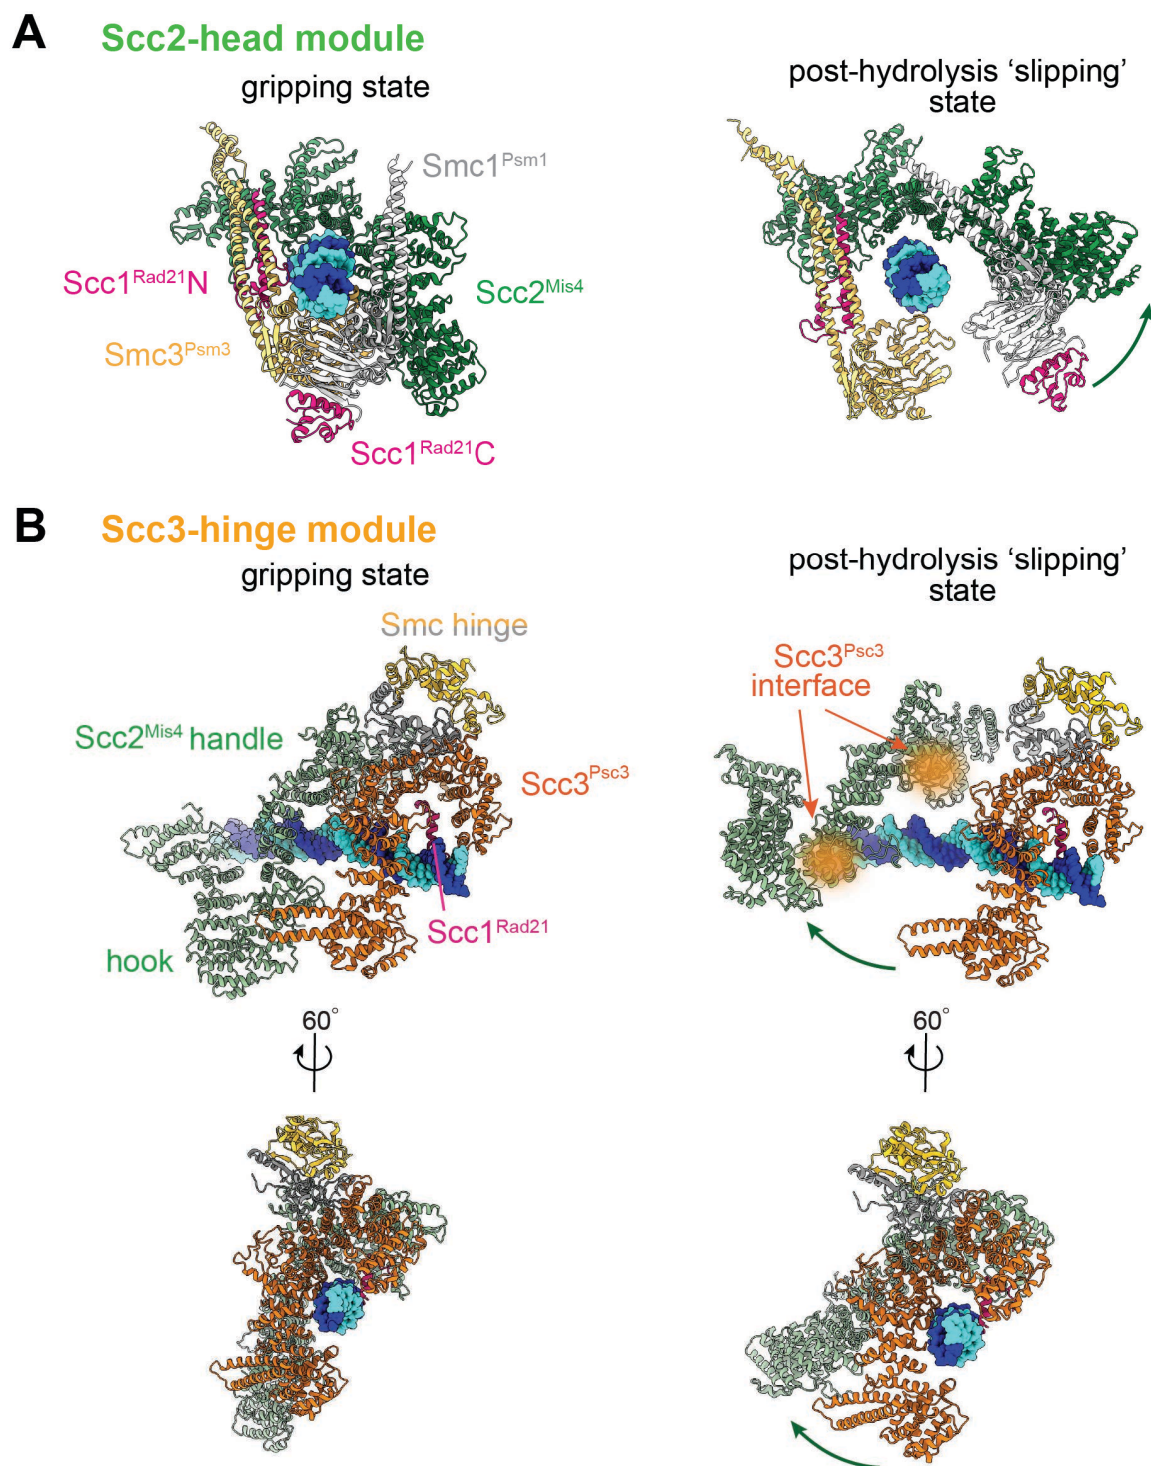 A Scc2-head module
gripping state
post-hydrolysis ‘slipping’
state
Smc1Psm1
Scc1Rad21N
Scc2Mis4
Smc3Psm3
Scc1Rad21C
B Scc3-hinge module
gripping state
post-hydrolysis ‘slipping’
state
Smc hinge
Scc3Psc3
interface
Scc2Mis4 handle
Scc3Psc3
Scc1Rad21
hook
60°
60°